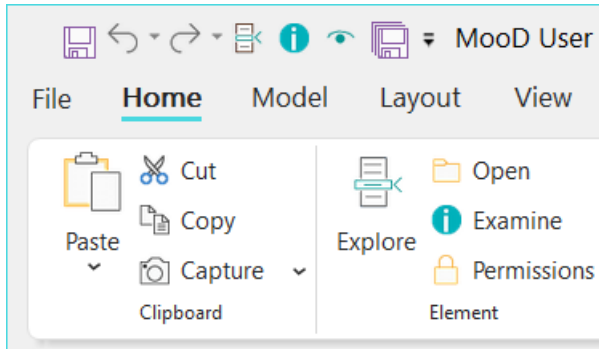 MooD User
File Home Model Layout View
Paste
Cut
Copy
Capture
Clipboard
Explore
Open
Examine
Permissions
Element